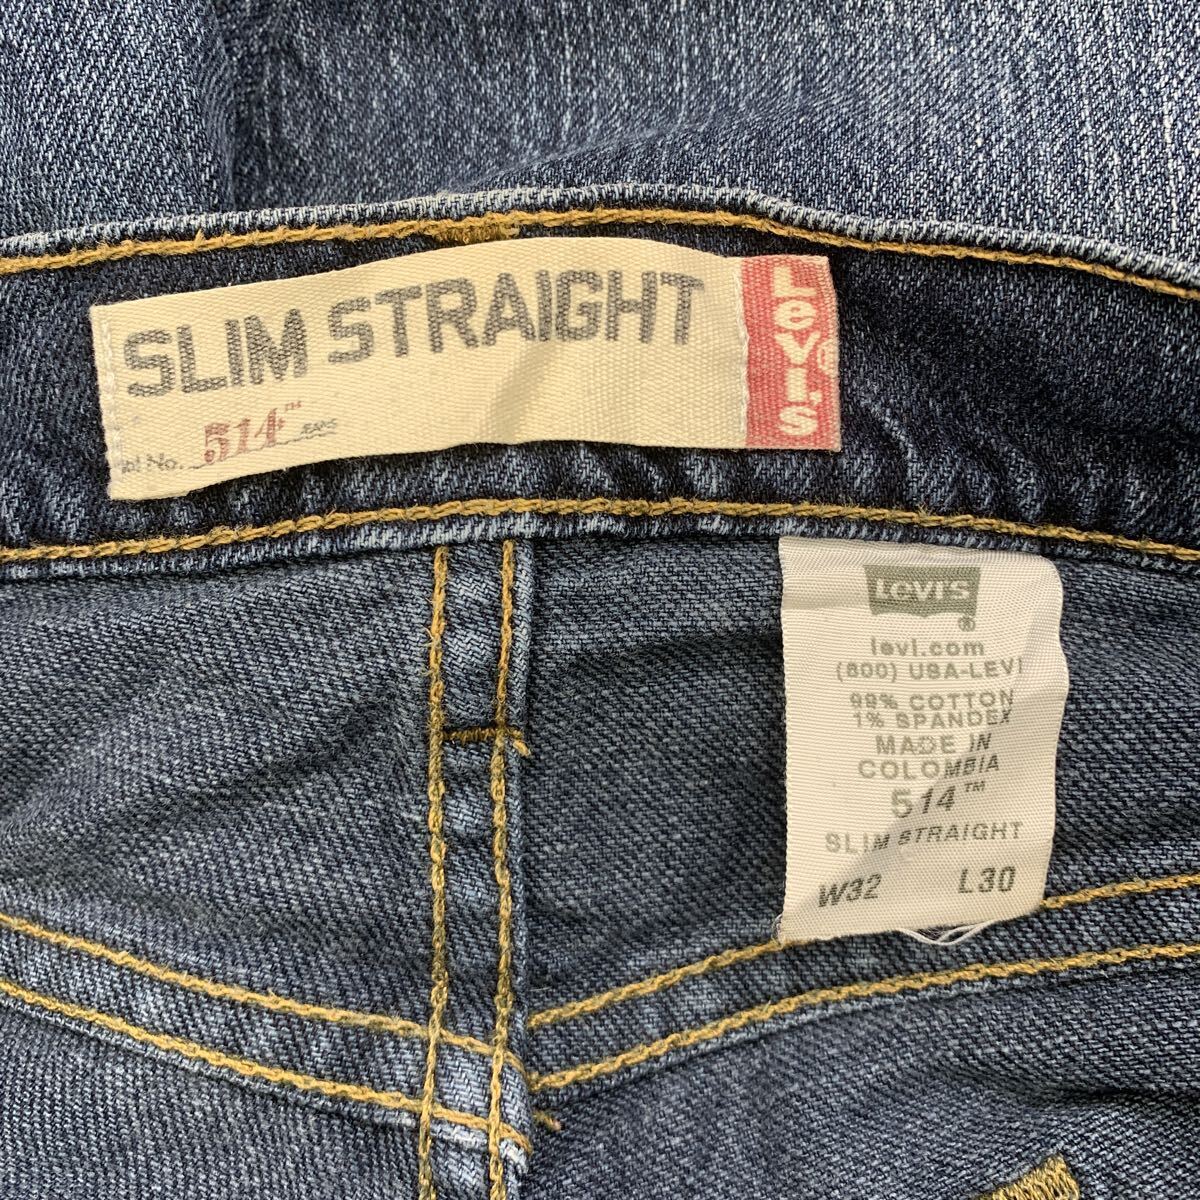 SLIM STRAIGHT
514™ JEANS
No.
LEVI'S
LEVI'S
®
levi.com
(800) USA-LEVI
99% COTTON
1% SPANDEX
MADE IN
COLOMBIA
514™
SLIM STRAIGHT
W32 L30